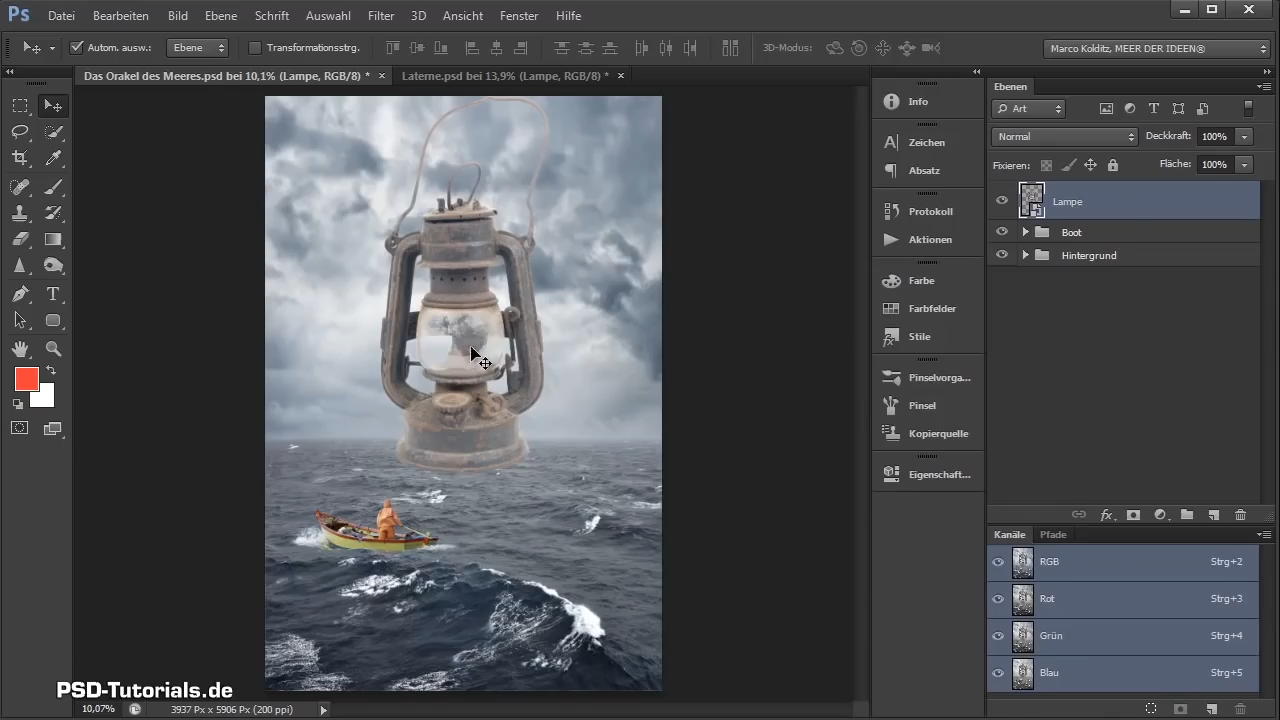 Ps Datei Bearbeiten Bild Ebene Schrift Auswahl Filter 3D Ansicht Fenster Hilfe
Autom. ausw.: Ebene Transformationsstrg. 3D-Modus: Marco Kolditz, MEER DER IDEEN®
Das Orakel des Meeres.psd bei 10,1% (Lampe, RGB/8) * Laterne.psd bei 13,9% (Lampe, RGB/8) *
Info
Zeichen
Absatz
Protokoll
Aktionen
Farbe
Farbfelder
Stile
Pinselvorga...
Pinsel
Kopierquelle
Eigenschaft...
Ebenen
Art
Normal Deckkraft: 100%
Fixieren: Fläche: 100%
Lampe
Boot
Hintergrund
Kanäle Pfade
RGB Strg+2
Rot Strg+3
Grün Strg+4
Blau Strg+5
PSD-Tutorials.de
10,07% 3937 Px x 5906 Px (200 ppi)